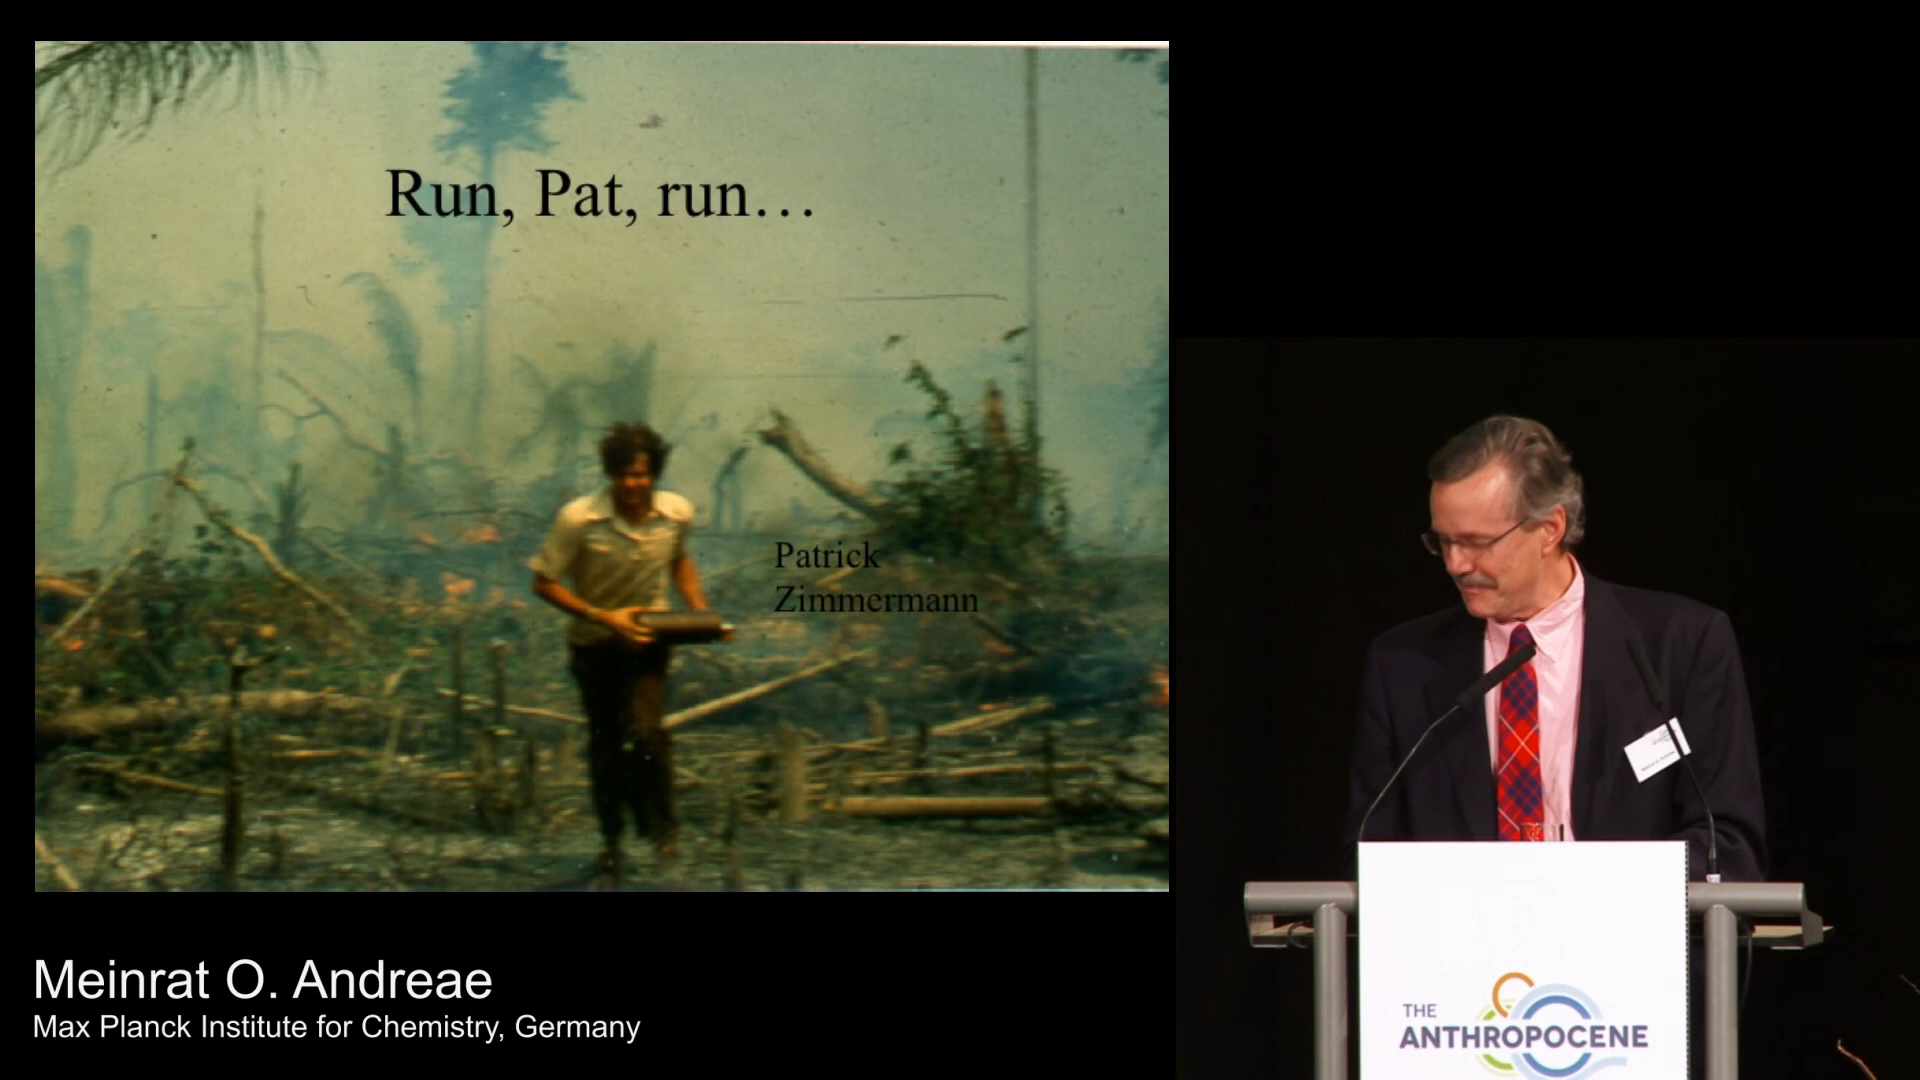 Run, Pat, run…
Patrick
Zimmermann
Meinrat O. Andreae
Max Planck Institute for Chemistry, Germany
THE
ANTHROPOCENE